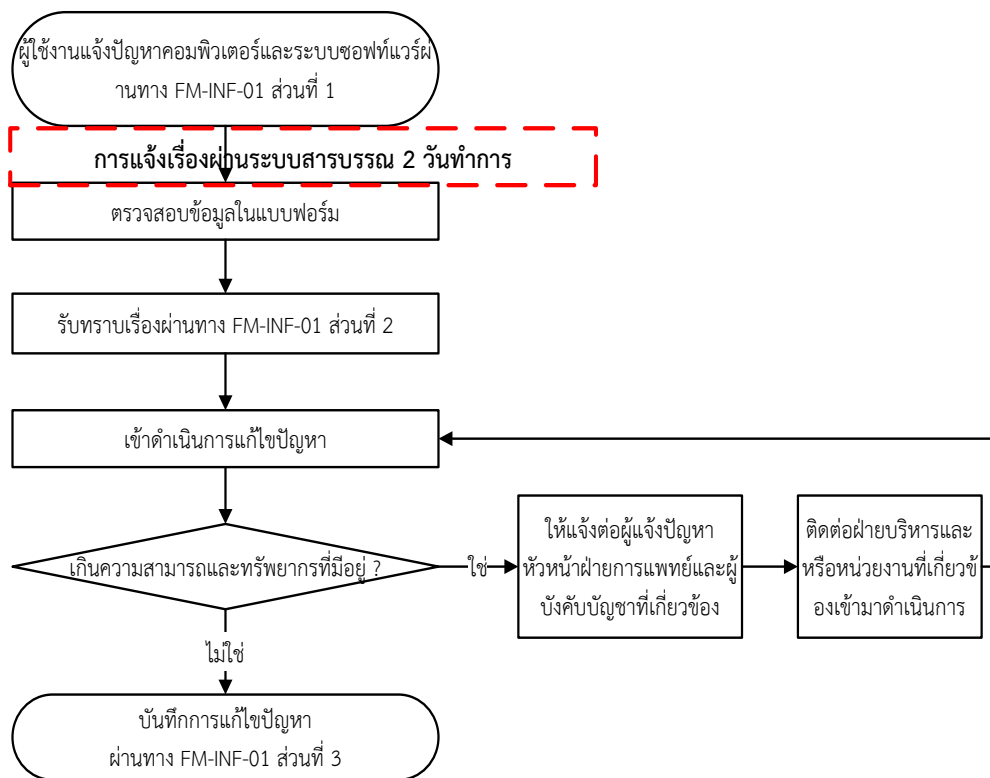 ผู้ใช้งานแจ้งปัญหาคอมพิวเตอร์และระบบซอฟท์แวร์ผ่
านทาง FM-INF-01 ส่วนที่ 1
การแจ้งเรื่องผ่านระบบสารบรรณ 2 วันทำการ
ตรวจสอบข้อมูลในแบบฟอร์ม
รับทราบเรื่องผ่านทาง FM-INF-01 ส่วนที่ 2
เข้าดำเนินการแก้ไขปัญหา
เกินความสามารถและทรัพยากรที่มีอยู่ ?
ใช่
ให้แจ้งต่อผู้แจ้งปัญหา
หัวหน้าฝ่ายการแพทย์และผู้
บังคับบัญชาที่เกี่ยวข้อง
ติดต่อฝ่ายบริหารและ
หรือหน่วยงานที่เกี่ยวข้
องเข้ามาดำเนินการ
ไม่ใช่
บันทึกการแก้ไขปัญหา
ผ่านทาง FM-INF-01 ส่วนที่ 3